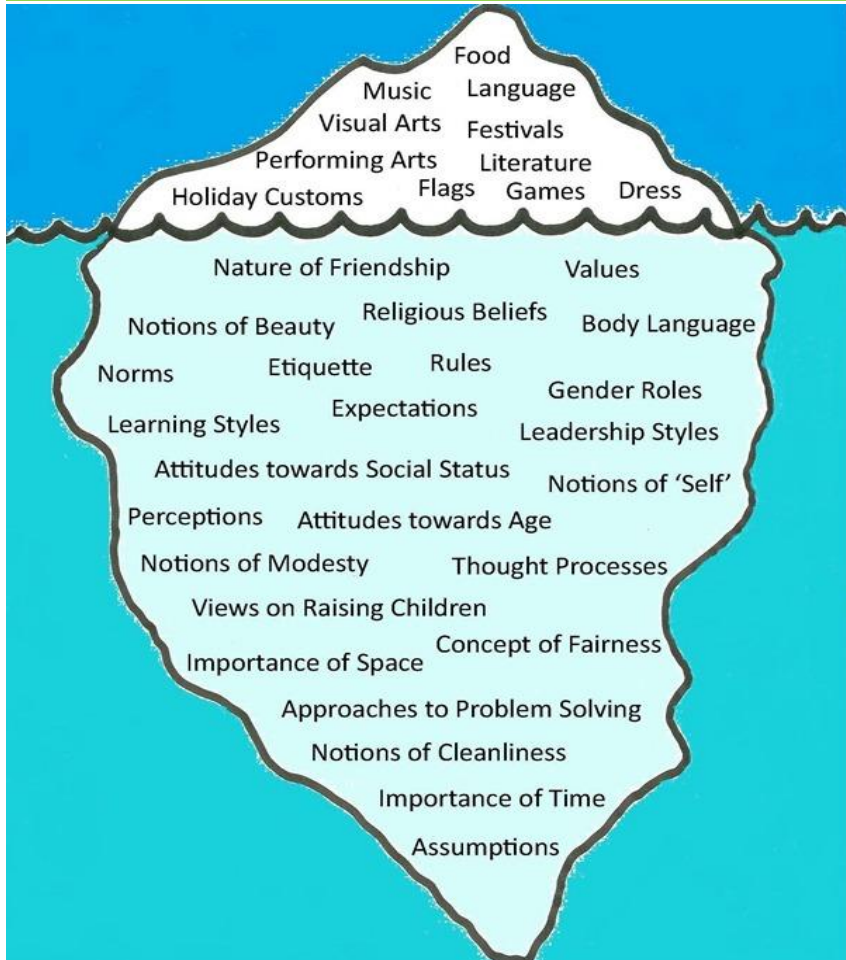 Food
Music Language
Visual Arts Festivals
Performing Arts Literature
Holiday Customs Flags Games Dress
Nature of Friendship Values
Notions of Beauty Religious Beliefs Body Language
Norms Etiquette Rules
Gender Roles
Learning Styles Expectations Leadership Styles
Attitudes towards Social Status Notions of ‘Self’
Perceptions Attitudes towards Age
Notions of Modesty Thought Processes
Views on Raising Children
Importance of Space Concept of Fairness
Approaches to Problem Solving
Notions of Cleanliness
Importance of Time
Assumptions